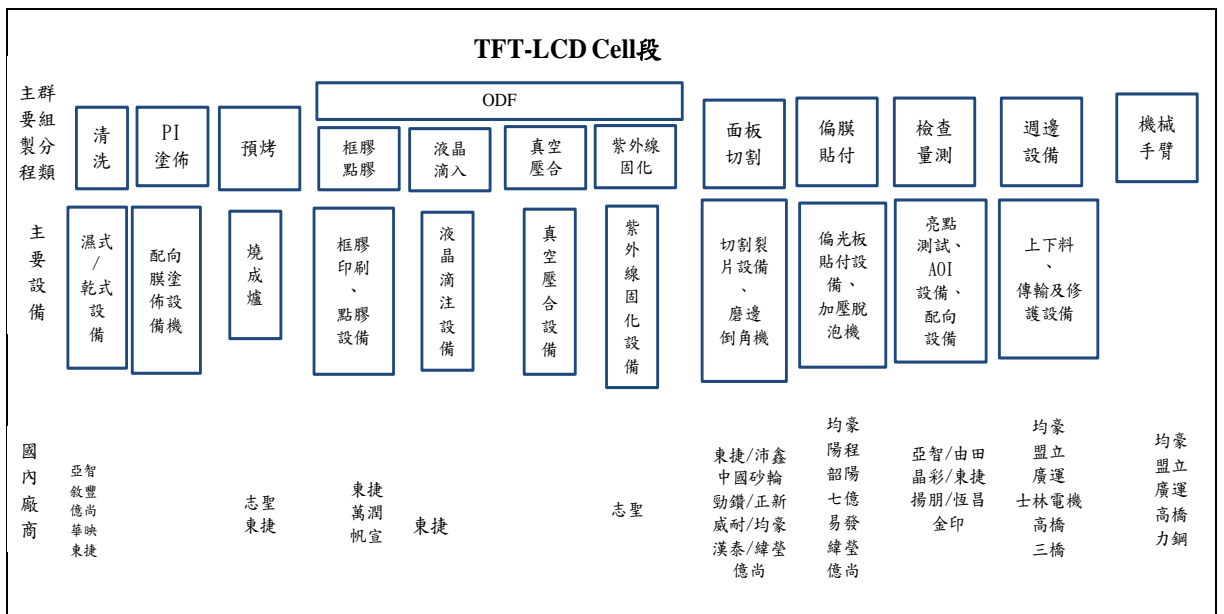 TFT-LCD Cell段
主群
要組
製分
程類
清
洗
PI
塗佈
預烤
ODF
框膠
點膠
液晶
滴入
真空
壓合
紫外線
固化
面板
切割
偏膜
貼付
檢查
量測
週邊
設備
機械
手臂
主
要
設
備
濕式
/
乾式
設
備
配向
膜塗
佈設
備機
燒
成
爐
框膠
印刷
、
點膠
設備
液
晶
滴
注
設
備
真
空
壓
合
設
備
紫
外
線
固
化
設
備
切割裂
片設備
、
磨邊
倒角機
偏光板
貼付設
備、
加壓脫
泡機
亮點
測試、
AOI
設備、
配向
設備
上下料
、
傳輸及修
護設備
國
內
廠
商
亞智
敘豐
億尚
華映
東捷
志聖
東捷
東捷
萬潤
帆宣
東捷
志聖
東捷/沛鑫
中國砂輪
勁鑽/正新
威耐/均豪
漢泰/緯瑩
億尚
均豪
陽程
韶陽
七億
易發
緯瑩
億尚
亞智/由田
晶彩/東捷
揚朋/恆昌
金印
均豪
盟立
廣運
士林電機
高橋
三橋
均豪
盟立
廣運
高橋
力鋼